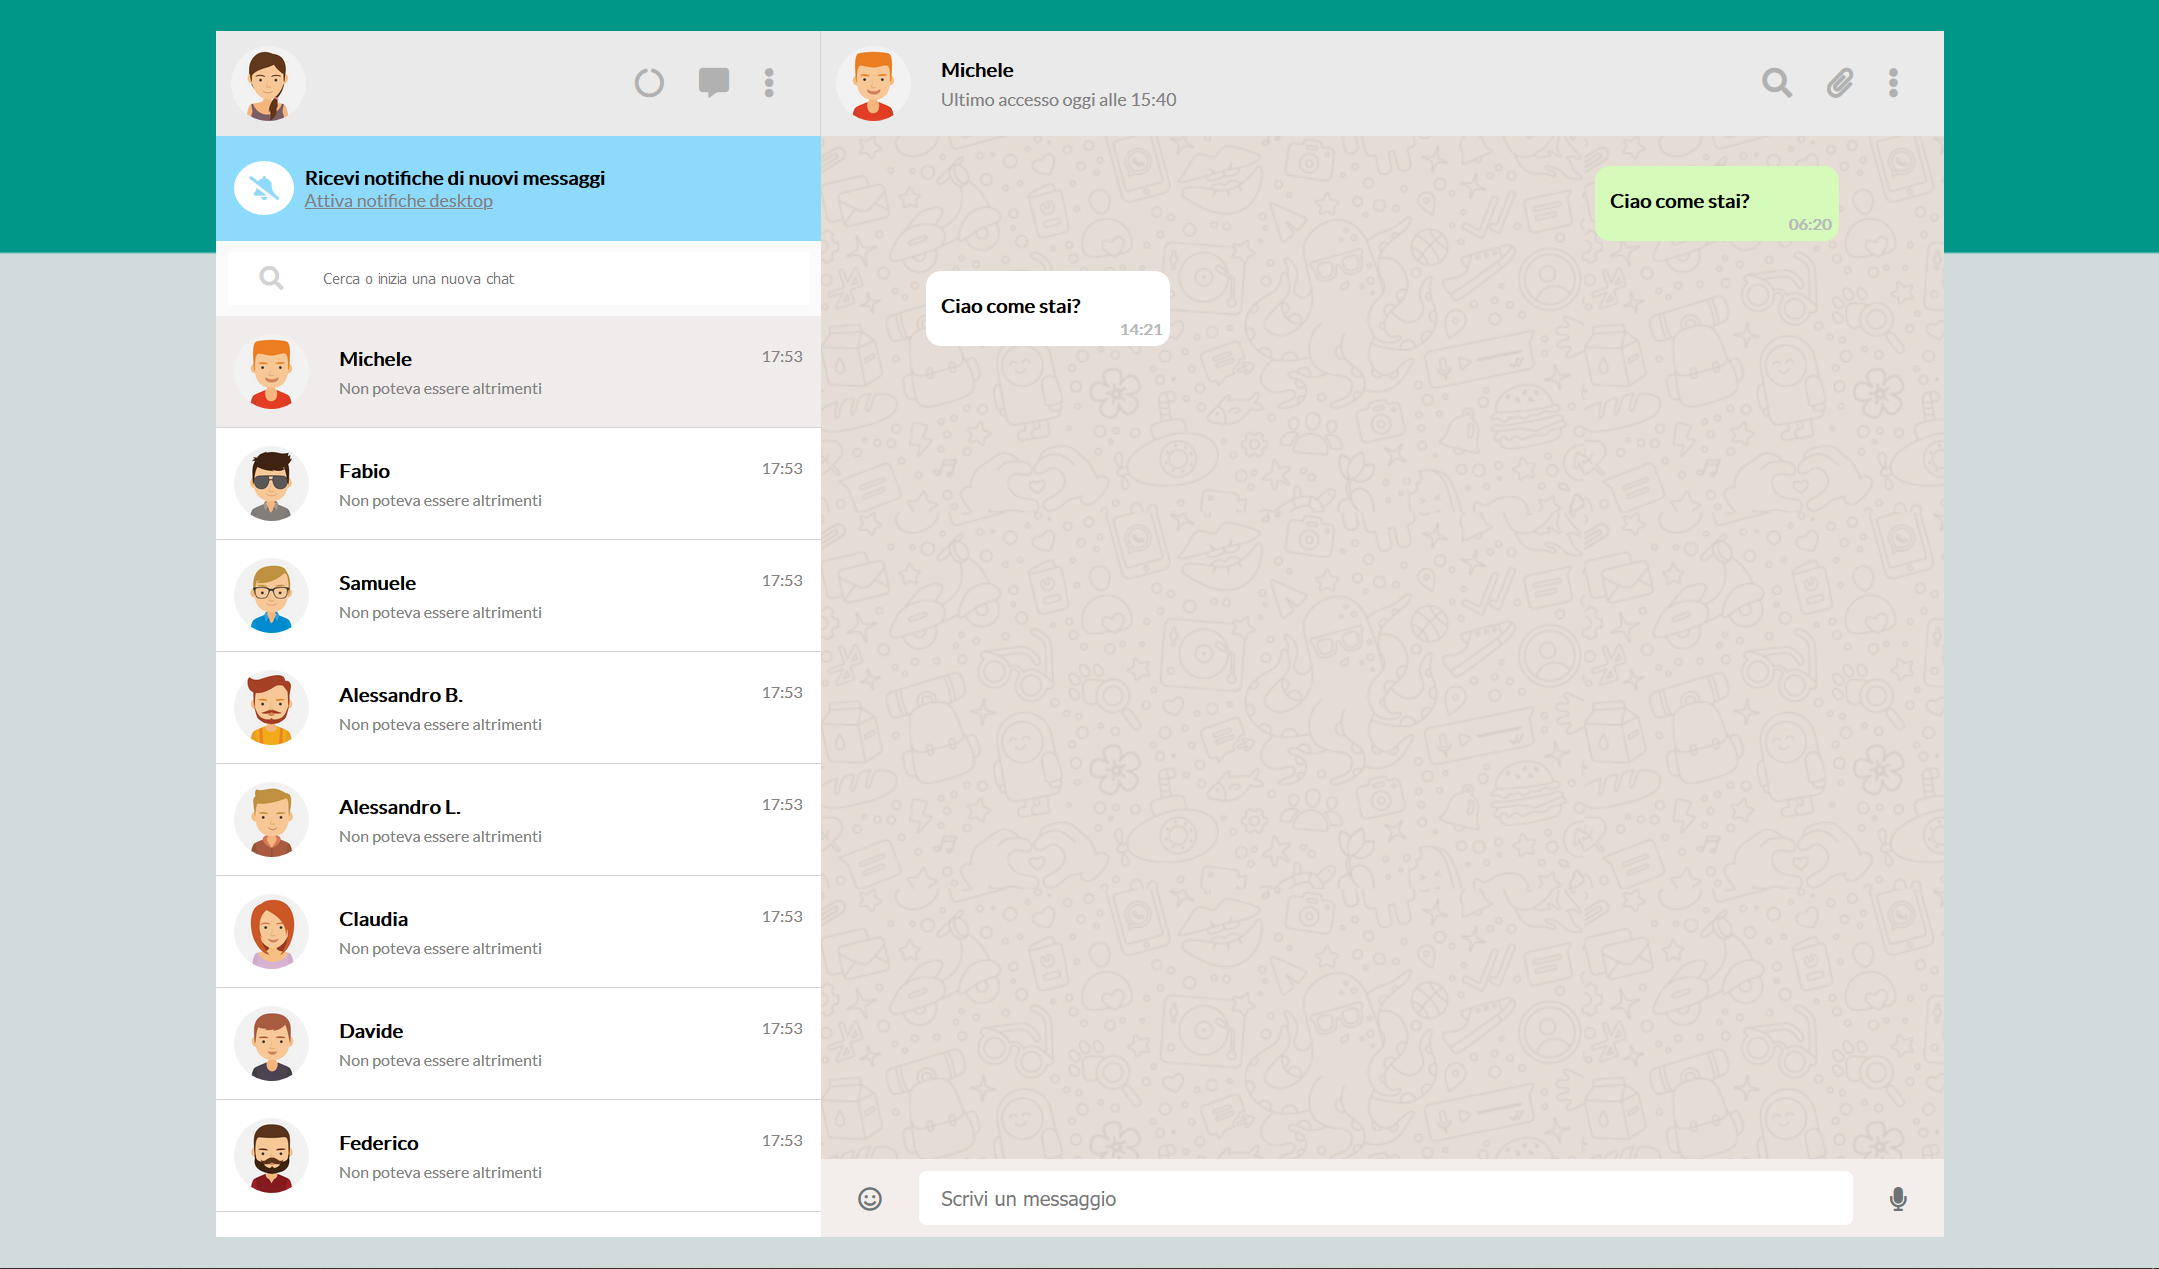 Michele
Ultimo accesso oggi alle 15:40
Ricevi notifiche di nuovi messaggi
Attiva notifiche desktop
Cerca o inizia una nuova chat
Michele
17:53
Non poteva essere altrimenti
Fabio
17:53
Non poteva essere altrimenti
Samuele
17:53
Non poteva essere altrimenti
Alessandro B.
17:53
Non poteva essere altrimenti
Alessandro L.
17:53
Non poteva essere altrimenti
Claudia
17:53
Non poteva essere altrimenti
Davide
17:53
Non poteva essere altrimenti
Federico
17:53
Non poteva essere altrimenti
Ciao come stai?
06:20
Ciao come stai?
14:21
Scrivi un messaggio